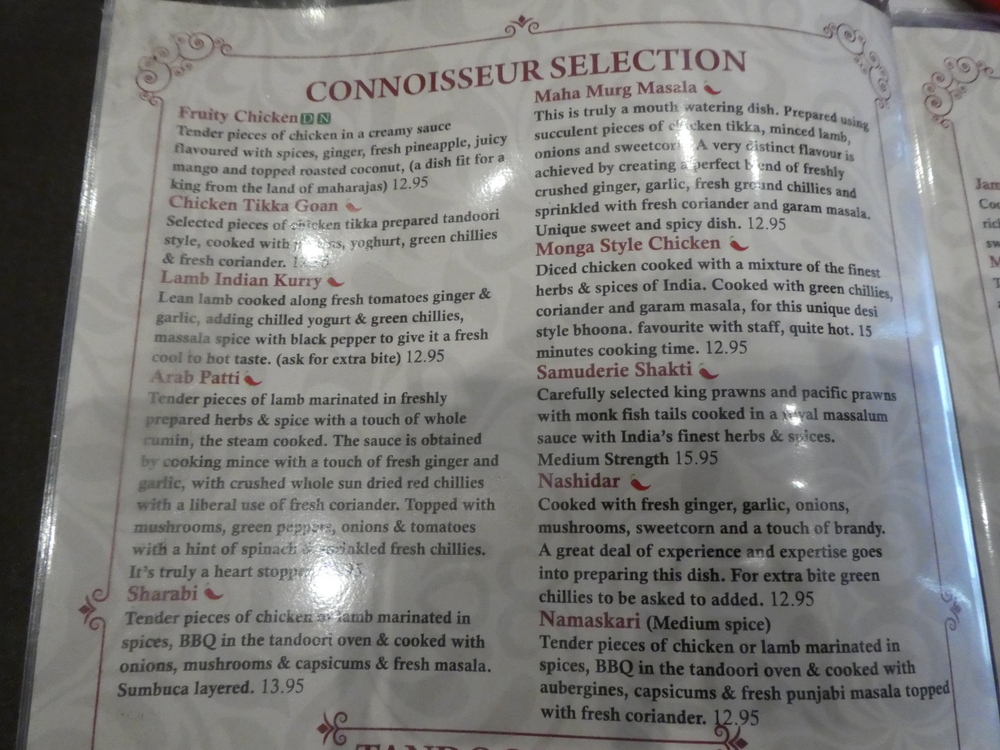 CONNOISSEUR SELECTION
Fruity Chicken D N
Tender pieces of chicken in a creamy sauce
flavoured with spices, ginger, fresh pineapple, juicy
mango and topped roasted coconut, (a dish fit for a
king from the land of maharajas) 12.95
Chicken Tikka Goan
Selected pieces of chicken tikka prepared tandoori
style, cooked with yoghurt, green chillies
& fresh coriander.
Lamb Indian Kurry
Lean lamb cooked along fresh tomatoes ginger &
garlic, adding chilled yogurt & green chillies,
massala spice with black pepper to give it a fresh
cool to hot taste. (ask for extra bite) 12.95
Arab Patti
Tender pieces of lamb marinated in freshly
prepared herbs & spice with a touch of whole
cumin, the steam cooked. The sauce is obtained
by cooking mince with a touch of fresh ginger and
garlic, with crushed whole sun dried red chillies
with a liberal use of fresh coriander. Topped with
mushrooms, green peppers, onions & tomatoes
with a hint of spinach & sprinkled fresh chillies.
It's truly a heart
Sharabi
Tender pieces of chicken or lamb marinated in
spices, BBQ in the tandoori oven & cooked with
onions, mushrooms & capsicums & fresh masala.
Sumbuca layered. 13.95
Maha Murg Masala
This is truly a mouth watering dish. Prepared using
succulent pieces of chicken tikka, minced lamb,
onions and sweetcorn. A very distinct flavour is
achieved by creating a perfect blend of freshly
crushed ginger, garlic, fresh ground chillies and
sprinkled with fresh coriander and garam masala.
Unique sweet and spicy dish. 12.95
Monga Style Chicken
Diced chicken cooked with a mixture of the finest
herbs & spices of India. Cooked with green chillies,
coriander and garam masala, for this unique desi
style bhoona. favourite with staff, quite hot. 15
minutes cooking time. 12.95
Samuderie Shakti
Carefully selected king prawns and pacific prawns
with monk fish tails cooked in a royal massalum
sauce with India's finest herbs & spices.
Medium Strength 15.95
Nashidar
Cooked with fresh ginger, garlic, onions,
mushrooms, sweetcorn and a touch of brandy.
A great deal of experience and expertise goes
into preparing this dish. For extra bite green
chillies to be asked to added. 12.95
Namaskari (Medium spice)
Tender pieces of chicken or lamb marinated in
spices, BBQ in the tandoori oven & cooked with
aubergines, capsicums & fresh punjabi masala topped
with fresh coriander. 12.95